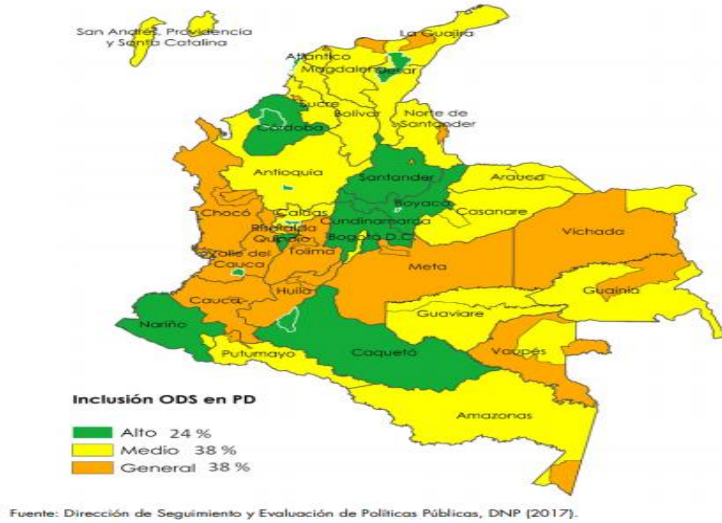 San Andrés, Providencia
y Santa Catalina
La Guajira
Atlántico
Magdalena
Cesar
Sucre
Bolívar
Norte de
Santander
Córdoba
Antioquia
Santander
Arauca
Boyacá
Chocó
Caldas
Cundinamarca
Casanare
Risaralda
Quindío
Bogotá D.C.
Vichada
Valle del
Cauca
Tolima
Meta
Cauca
Huila
Guainía
Guaviare
Nariño
Vaupés
Putumayo
Caquetá
Amazonas
Inclusión ODS en PD
Alto 24 %
Medio 38 %
General 38 %
Fuente: Dirección de Seguimiento y Evaluación de Políticas Públicas, DNP (2017).